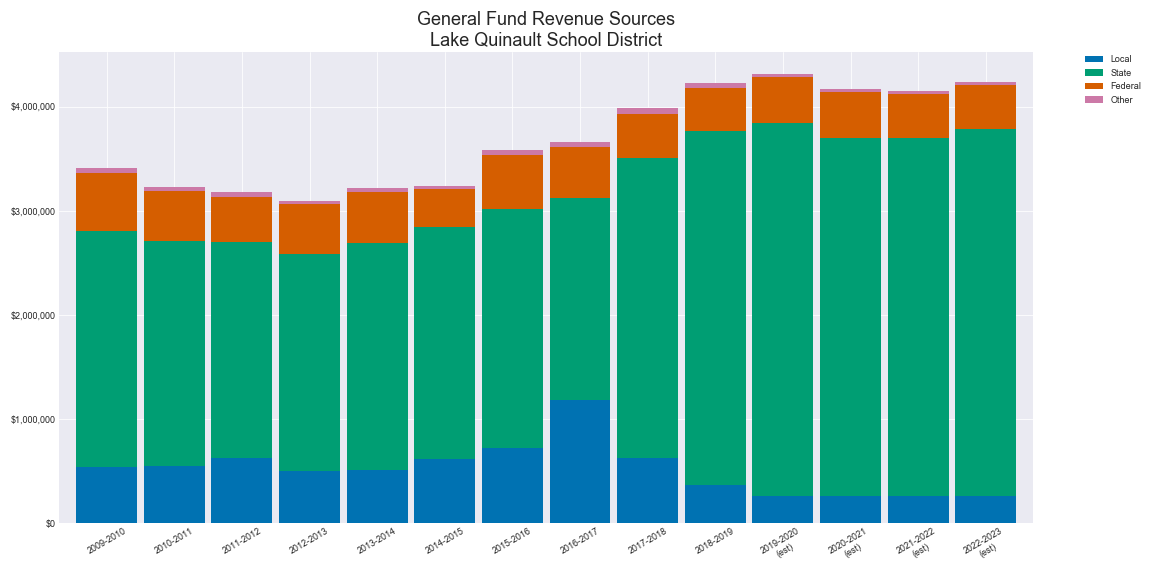 General Fund Revenue Sources
Lake Quinault School District
Local
State
Federal
Other
$4,000,000
$3,000,000
$2,000,000
$1,000,000
$0
2009-2010
2010-2011
2011-2012
2012-2013
2013-2014
2014-2015
2015-2016
2016-2017
2017-2018
2018-2019
2019-2020
(est)
2020-2021
(est)
2021-2022
(est)
2022-2023
(est)